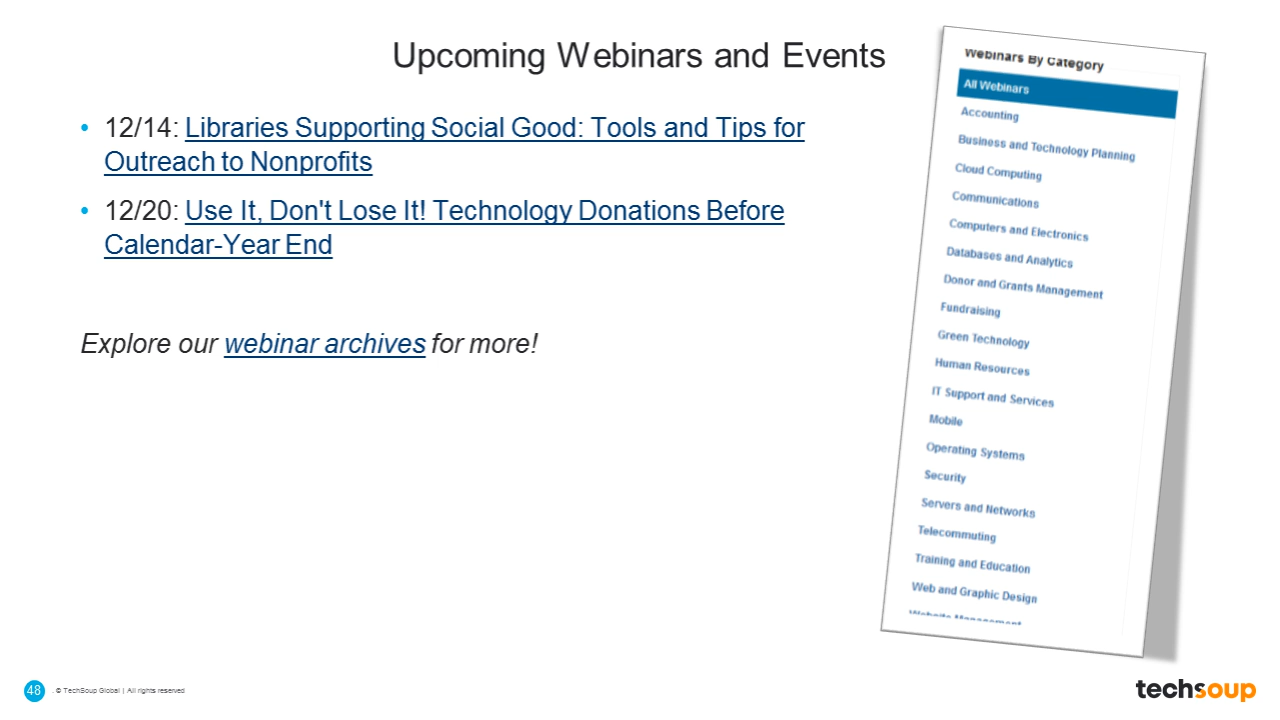 Upcoming Webinars and Events
• 12/14: Libraries Supporting Social Good: Tools and Tips for
Outreach to Nonprofits
• 12/20: Use It, Don't Lose It! Technology Donations Before
Calendar-Year End
Explore our webinar archives for more!
Webinars By Category
All Webinars
Accounting
Business and Technology Planning
Cloud Computing
Communications
Computers and Electronics
Databases and Analytics
Donor and Grants Management
Fundraising
Green Technology
Human Resources
IT Support and Services
Mobile
Operating Systems
Security
Servers and Networks
Telecommuting
Training and Education
Web and Graphic Design
Website Management
48 . © TechSoup Global | All rights reserved
techsoup